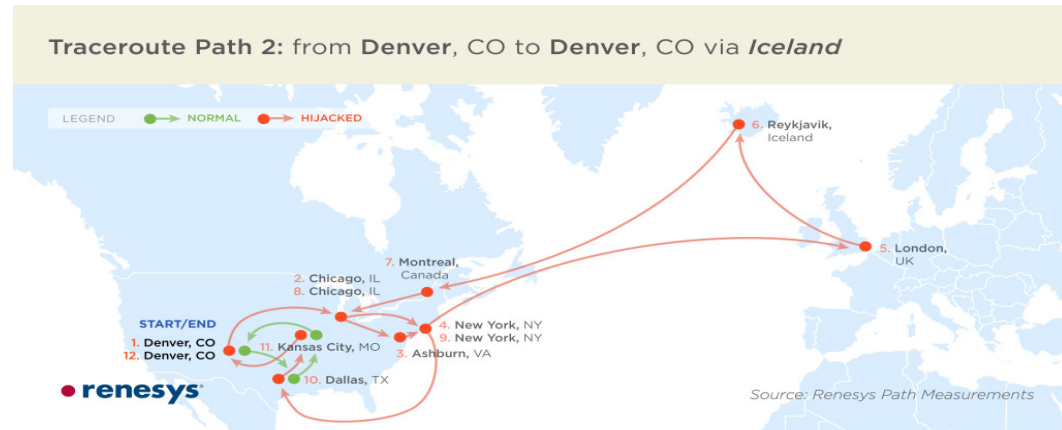 Traceroute Path 2: from Denver, CO to Denver, CO via Iceland
LEGEND
NORMAL
HIJACKED
6. Reykjavik,
Iceland
5. London,
UK
7. Montreal,
Canada
2. Chicago, IL
8. Chicago, IL
START/END
1. Denver, CO
12. Denver, CO
11. Kansas City, MO
4. New York, NY
9. New York, NY
3. Ashburn, VA
10. Dallas, TX
renesys
Source: Renesys Path Measurements